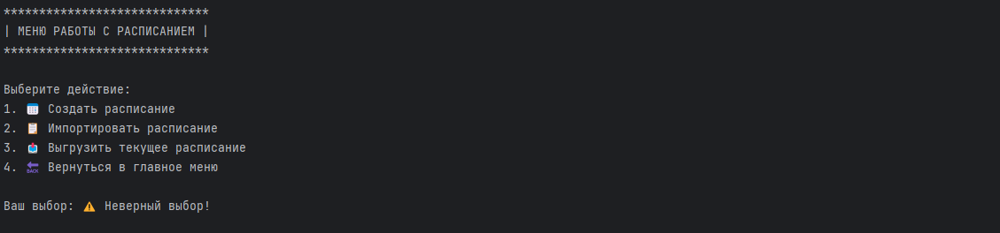 *****************************
| МЕНЮ РАБОТЫ С РАСПИСАНИЕМ |
*****************************
Выберите действие:
1. 📅 Создать расписание
2. 📋 Импортировать расписание
3. 📤 Выгрузить текущее расписание
4. 🔙 Вернуться в главное меню
Ваш выбор: ⚠️ Неверный выбор!